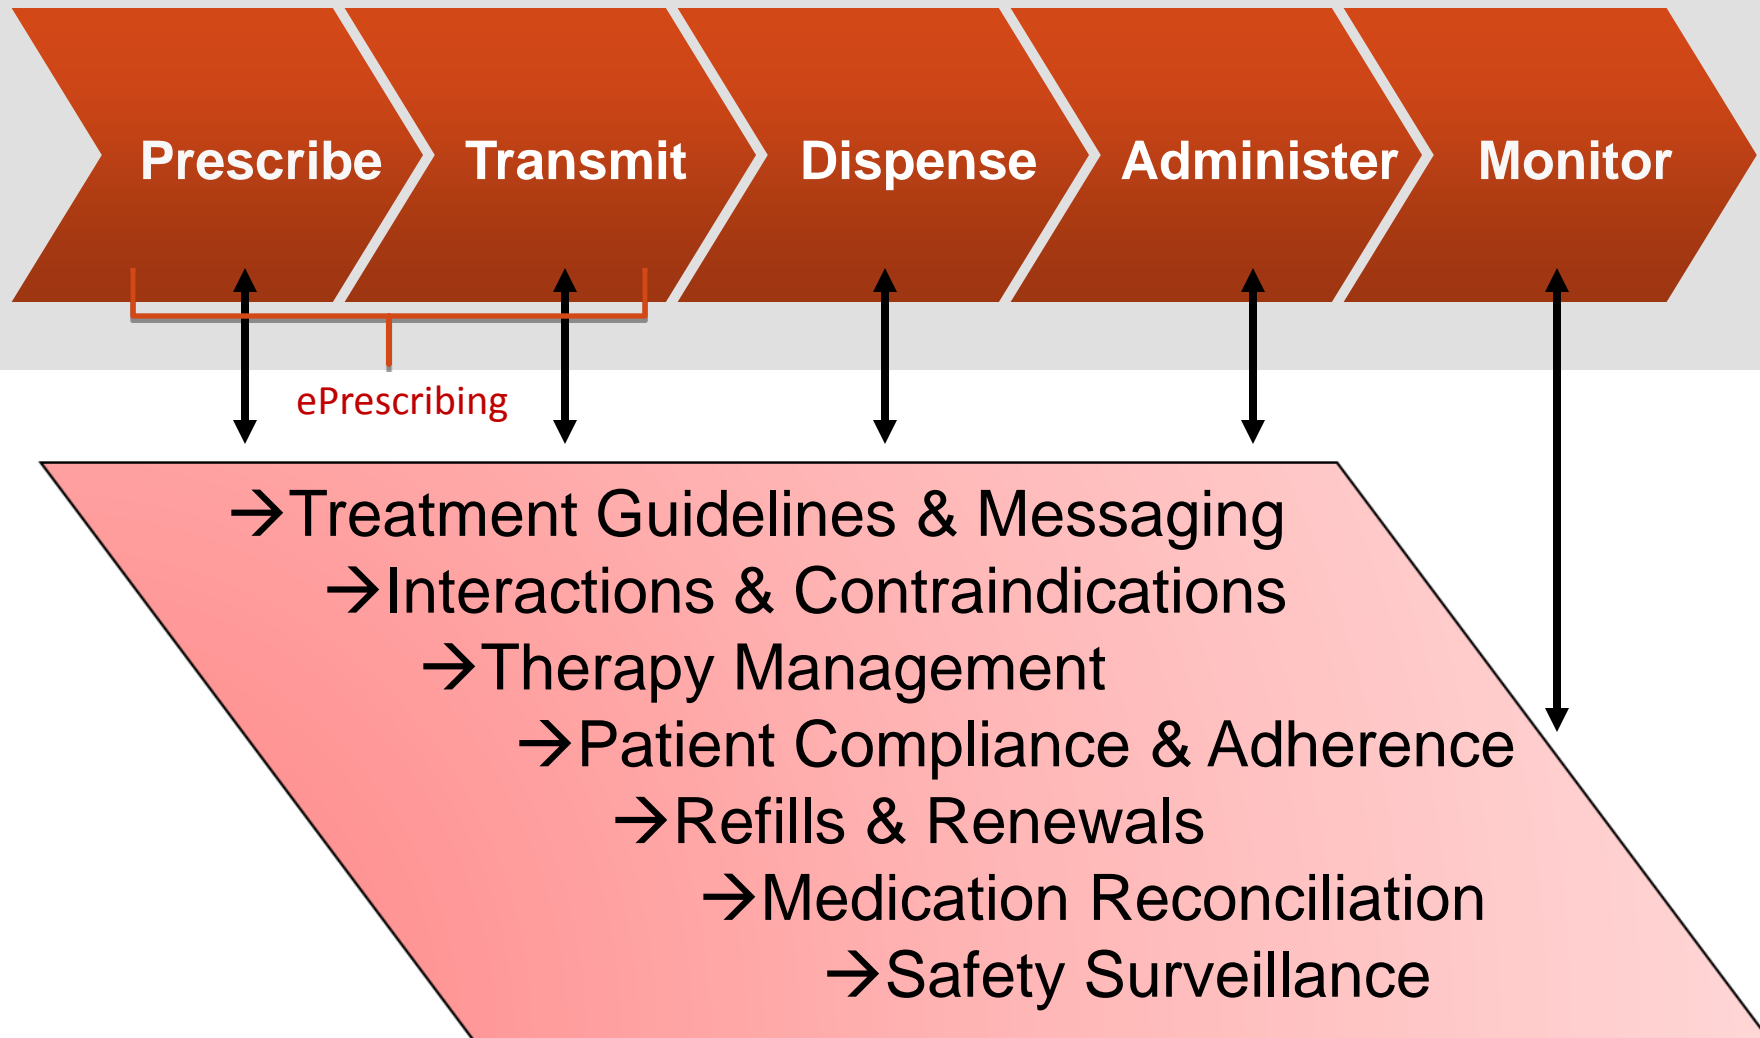 Prescribe
Transmit
Dispense
Administer
Monitor
ePrescribing
→Treatment Guidelines & Messaging
→Interactions & Contraindications
→Therapy Management
→Patient Compliance & Adherence
→Refills & Renewals
→Medication Reconciliation
→Safety Surveillance